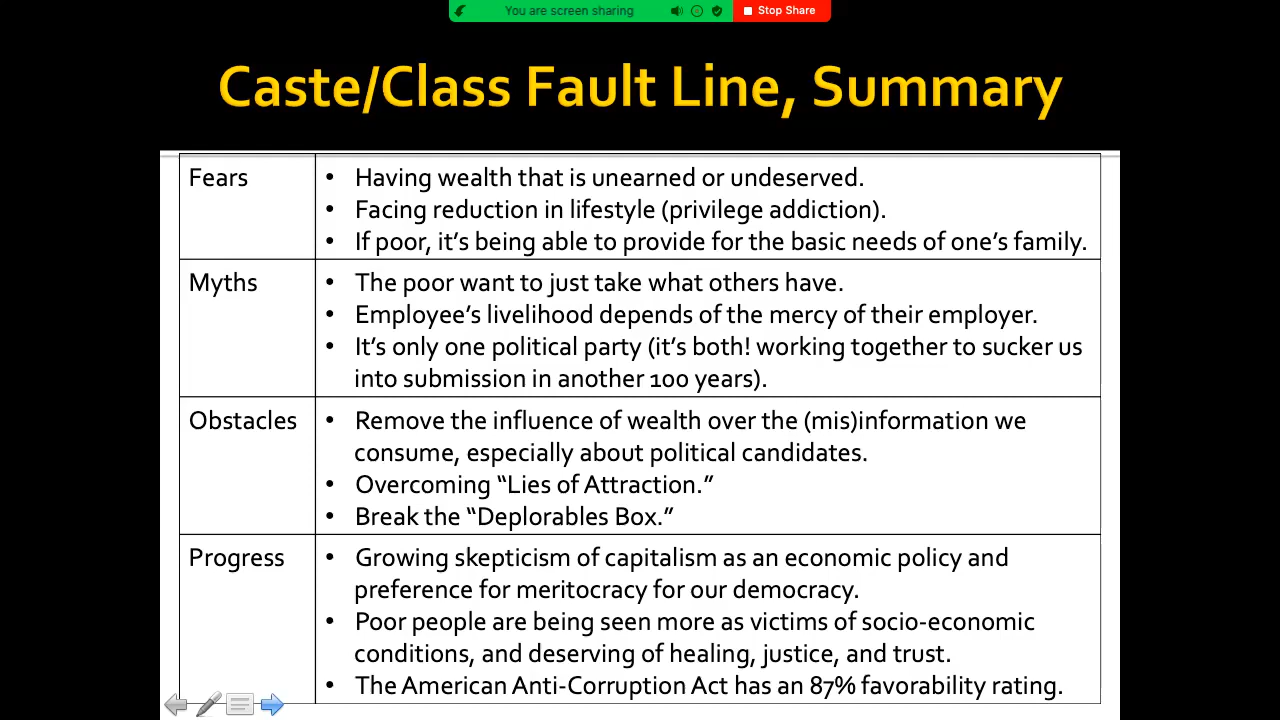 You are screen sharing
Stop Share
Caste/Class Fault Line, Summary
Fears
• Having wealth that is unearned or undeserved.
• Facing reduction in lifestyle (privilege addiction).
• If poor, it's being able to provide for the basic needs of one's family.
Myths
• The poor want to just take what others have.
• Employee's livelihood depends of the mercy of their employer.
• It's only one political party (it's both! working together to sucker us
into submission in another 100 years).
Obstacles
• Remove the influence of wealth over the (mis)information we
consume, especially about political candidates.
• Overcoming “Lies of Attraction.”
• Break the “Deplorables Box.”
Progress
• Growing skepticism of capitalism as an economic policy and
preference for meritocracy for our democracy.
• Poor people are being seen more as victims of socio-economic
conditions, and deserving of healing, justice, and trust.
• The American Anti-Corruption Act has an 87% favorability rating.